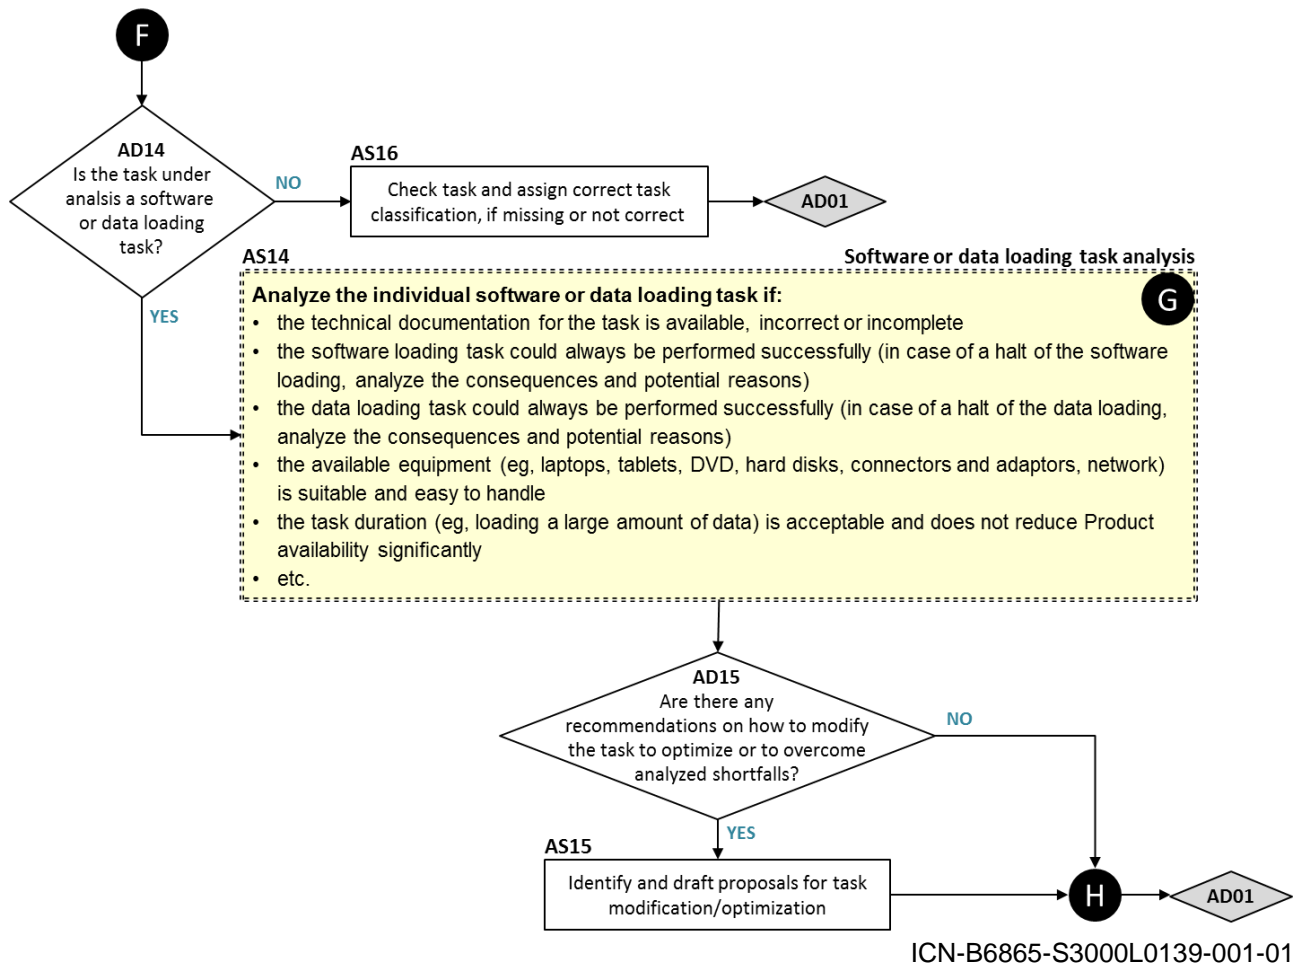 F
AD14
Is the task under
analsis a software
or data loading
task?
NO
AS16
Check task and assign correct task
classification, if missing or not correct
AD01
YES
AS14
Software or data loading task analysis
G
Analyze the individual software or data loading task if:
• the technical documentation for the task is available, incorrect or incomplete
• the software loading task could always be performed successfully (in case of a halt of the software
loading, analyze the consequences and potential reasons)
• the data loading task could always be performed successfully (in case of a halt of the data loading,
analyze the consequences and potential reasons)
• the available equipment (eg, laptops, tablets, DVD, hard disks, connectors and adaptors, network)
is suitable and easy to handle
• the task duration (eg, loading a large amount of data) is acceptable and does not reduce Product
availability significantly
• etc.
AD15
Are there any
recommendations on how to modify
the task to optimize or to overcome
analyzed shortfalls?
NO
YES
AS15
Identify and draft proposals for task
modification/optimization
H
AD01
ICN-B6865-S3000L0139-001-01